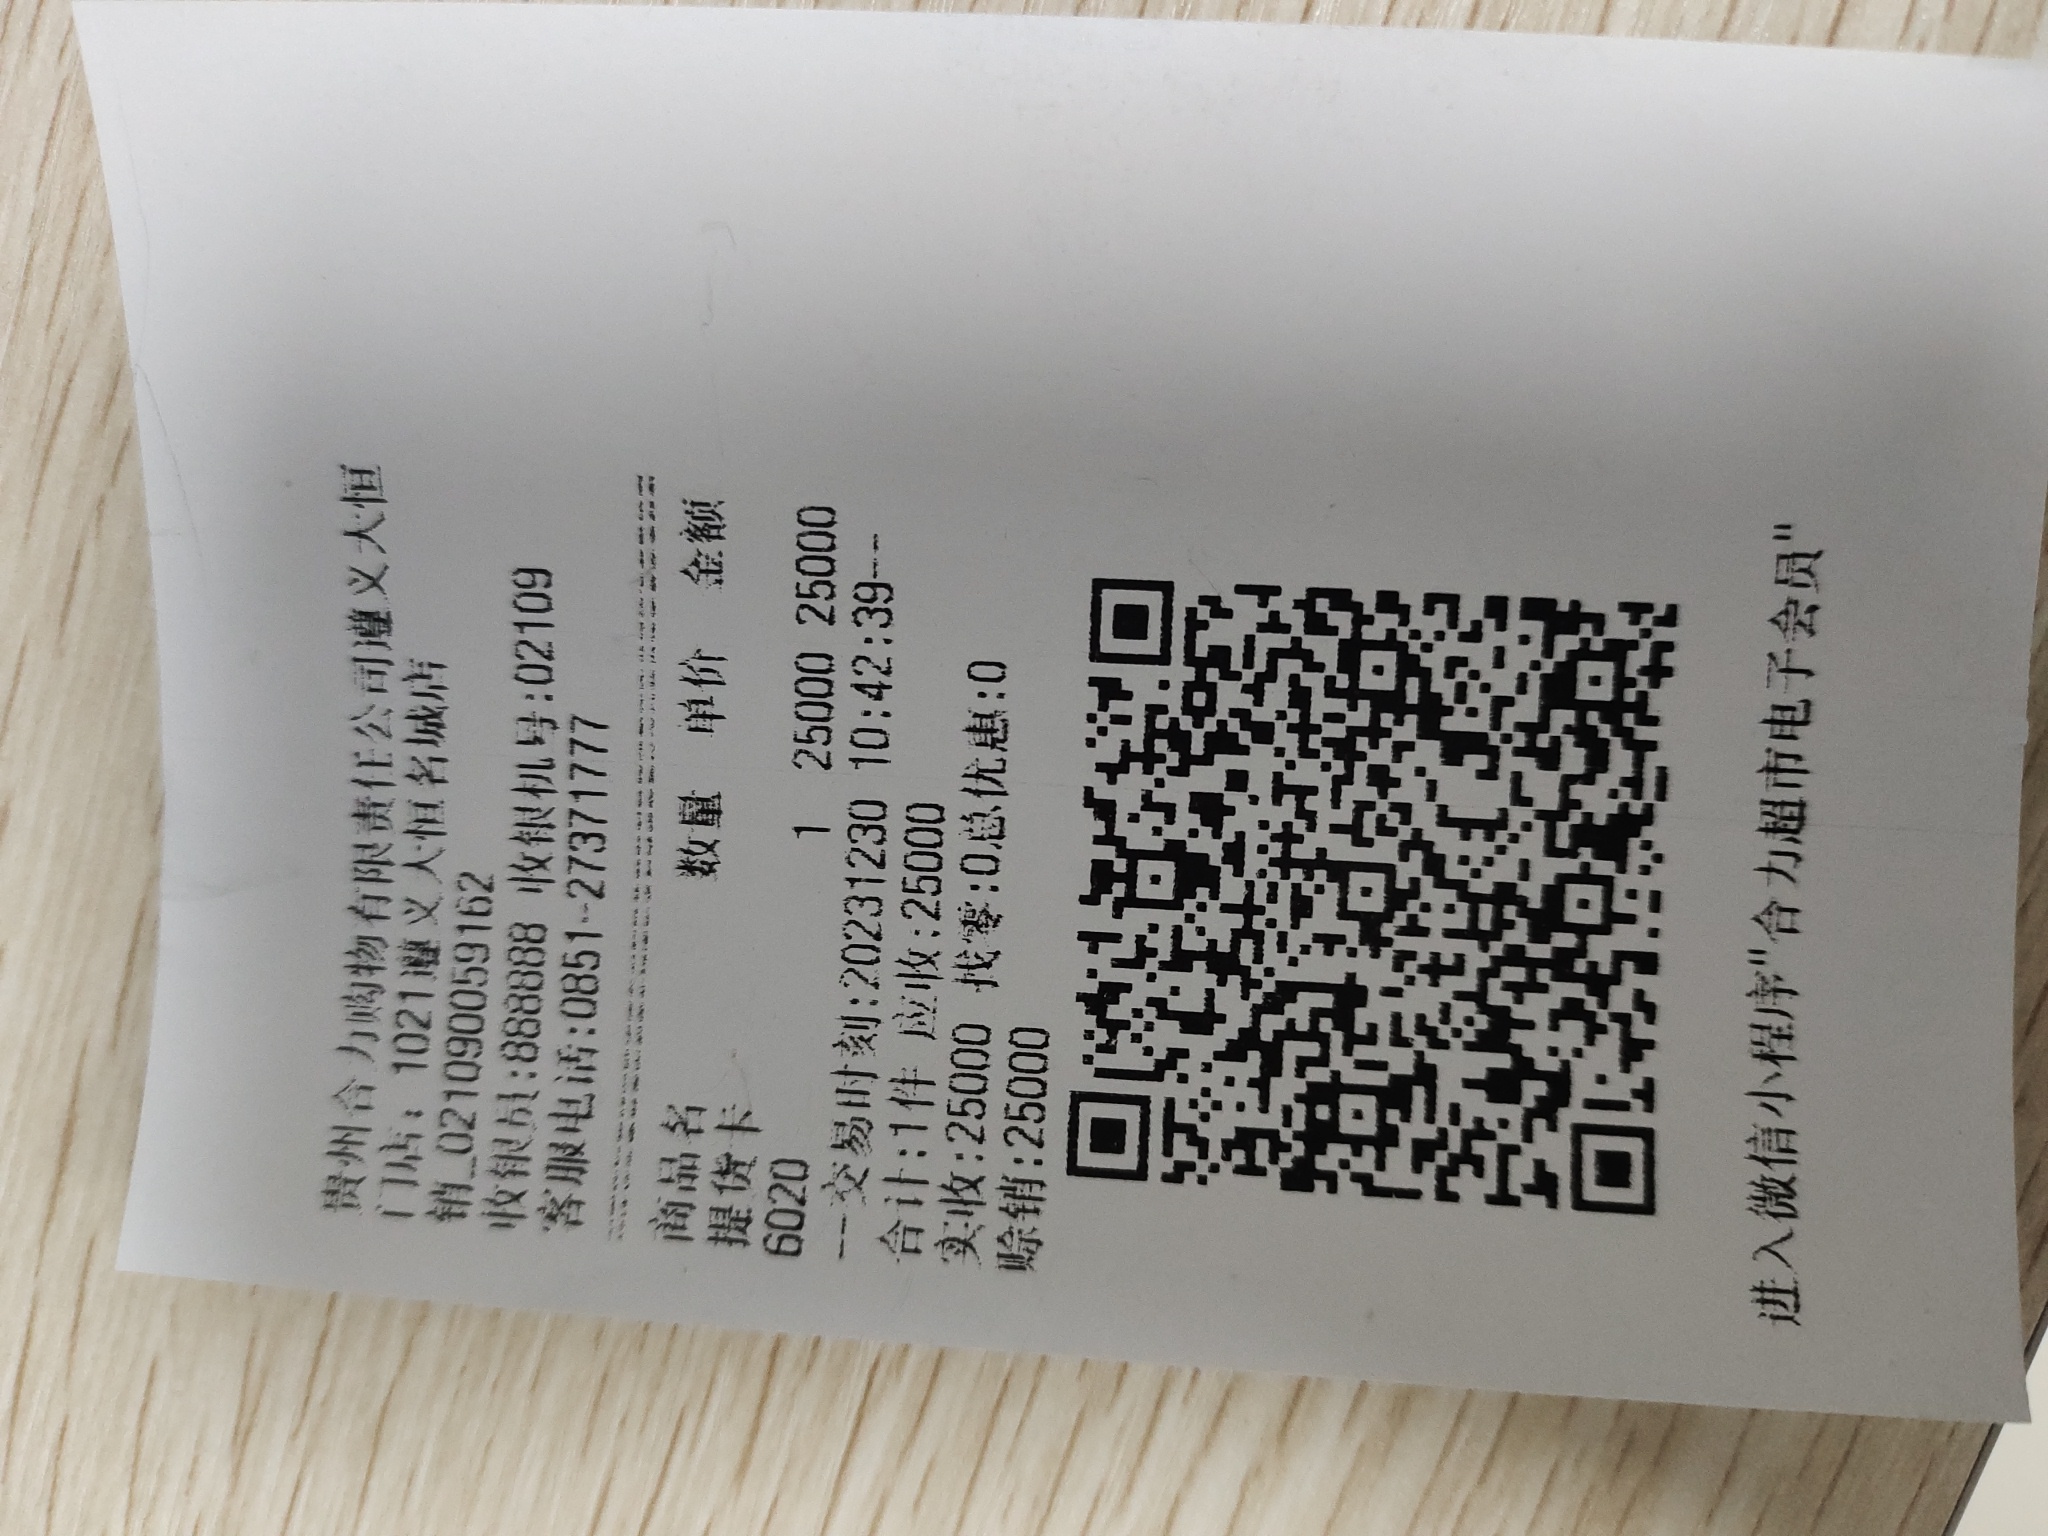 贵州合力购物有限责任公司遵义大恒
门店: 1021遵义大恒名城店
销_021090059162
收银员:888888 收银机号:02109
客服电话:0851-27371777
商品名 数量 单价 金额
提货卡
6020 1 25000 25000
--交易时刻:20231230 10:42:39--
合计:1件 应收:25000
实收:25000 找零:0总优惠:0
赊销:25000
进入微信小程序"合力超市电子会员"